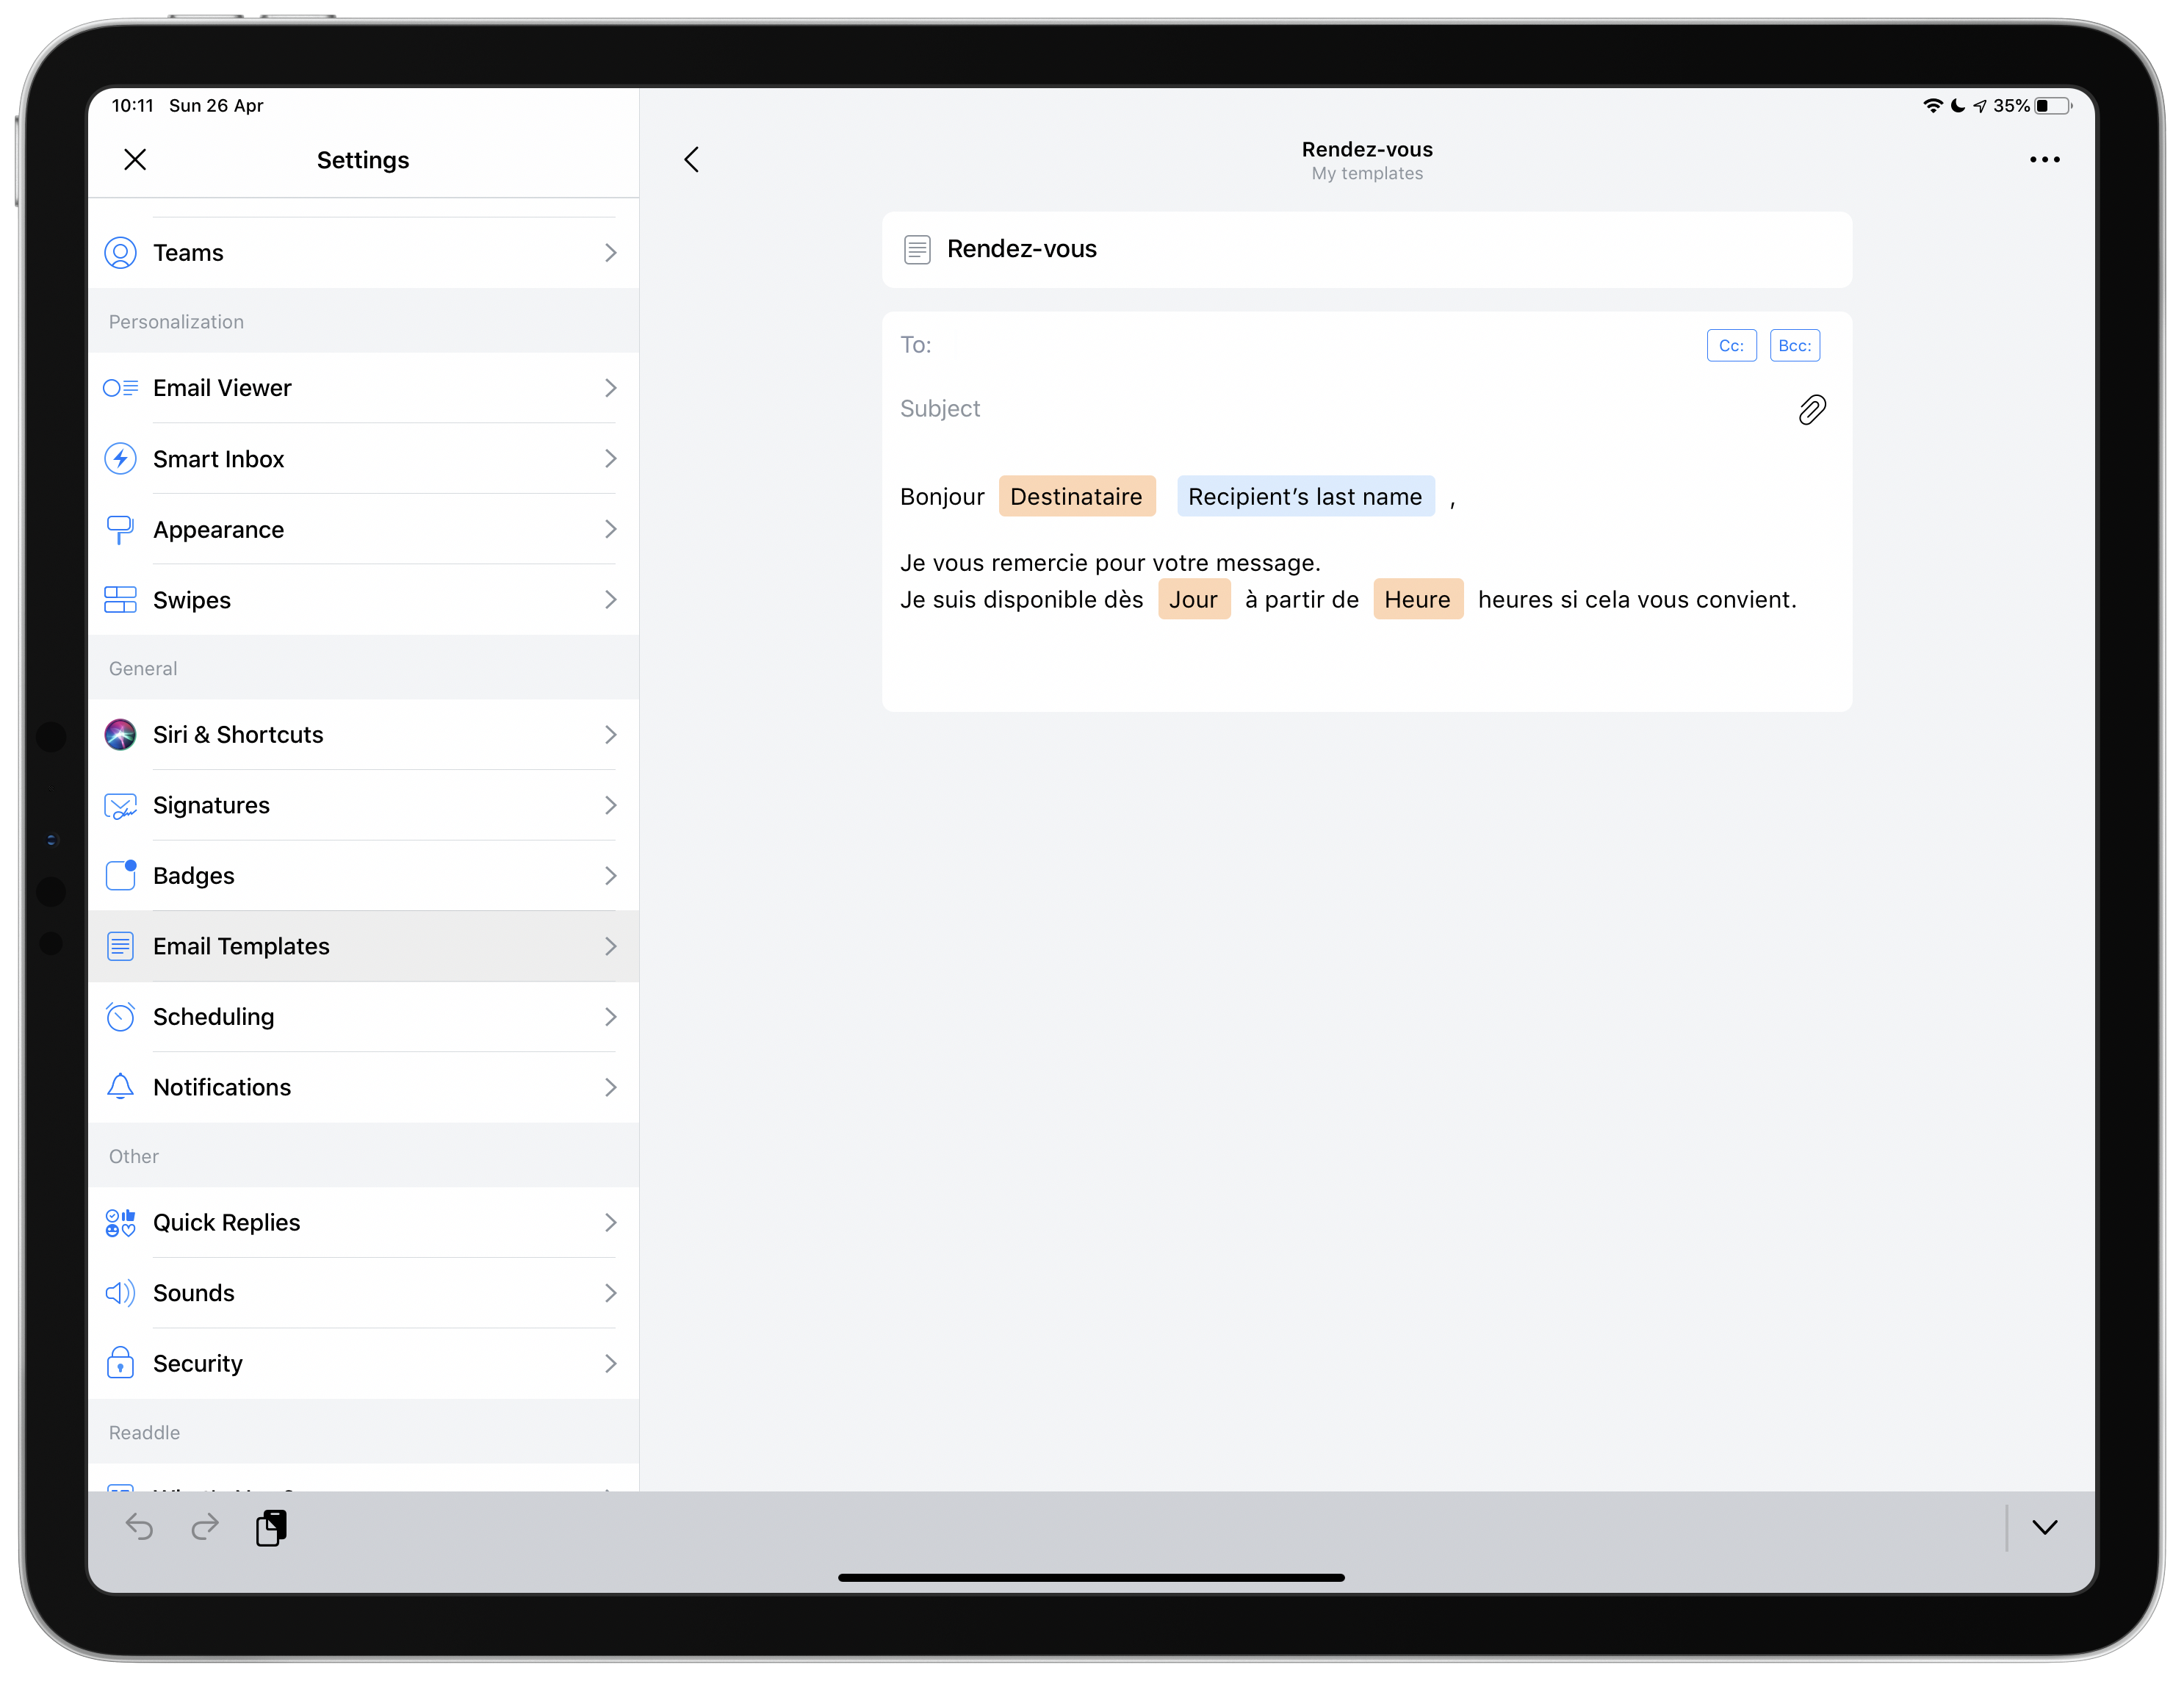 10:11 Sun 26 Apr
35%
Settings
Teams
Personalization
Email Viewer
Smart Inbox
Appearance
Swipes
General
Siri & Shortcuts
Signatures
Badges
Email Templates
Scheduling
Notifications
Other
Quick Replies
Sounds
Security
Readdle
Rendez-vous
My templates
Rendez-vous
To:
Cc: Bcc:
Subject
Bonjour Destinataire Recipient’s last name ,
Je vous remercie pour votre message.
Je suis disponible dès Jour à partir de Heure heures si cela vous convient.